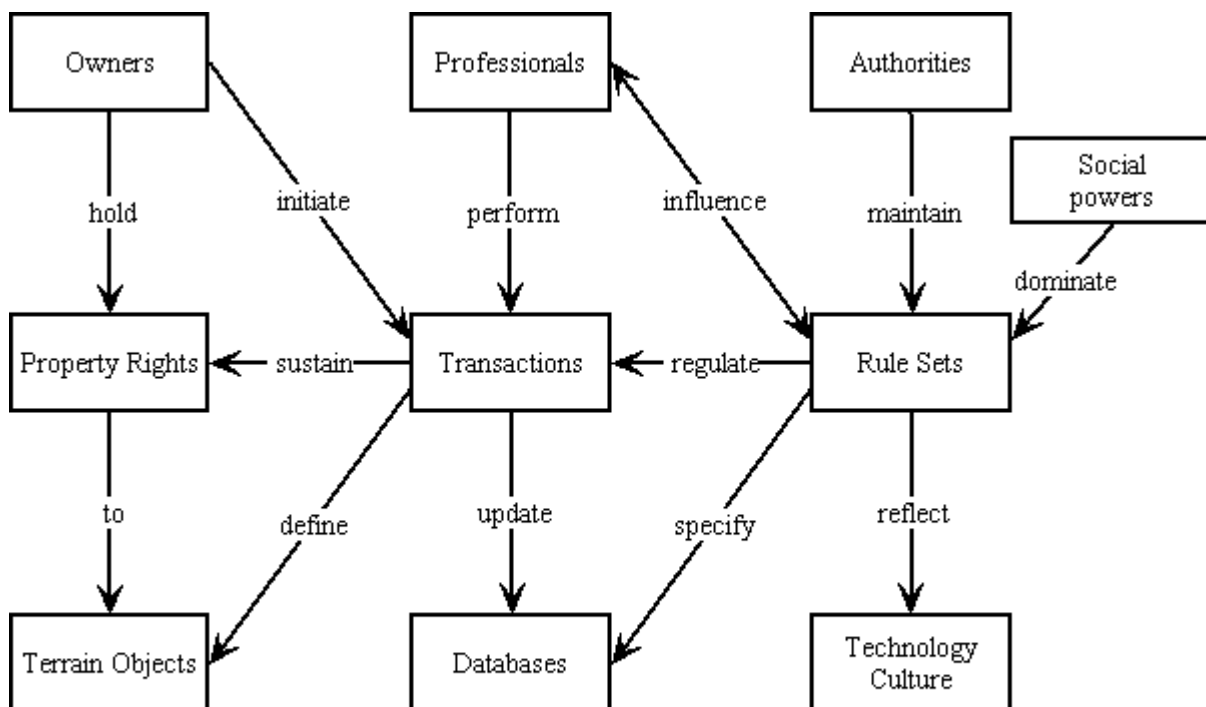 Owners
Professionals
Authorities
Social
powers
hold
initiate
perform
influence
maintain
dominate
Property Rights
sustain
Transactions
regulate
Rule Sets
to
define
update
specify
reflect
Terrain Objects
Databases
Technology
Culture